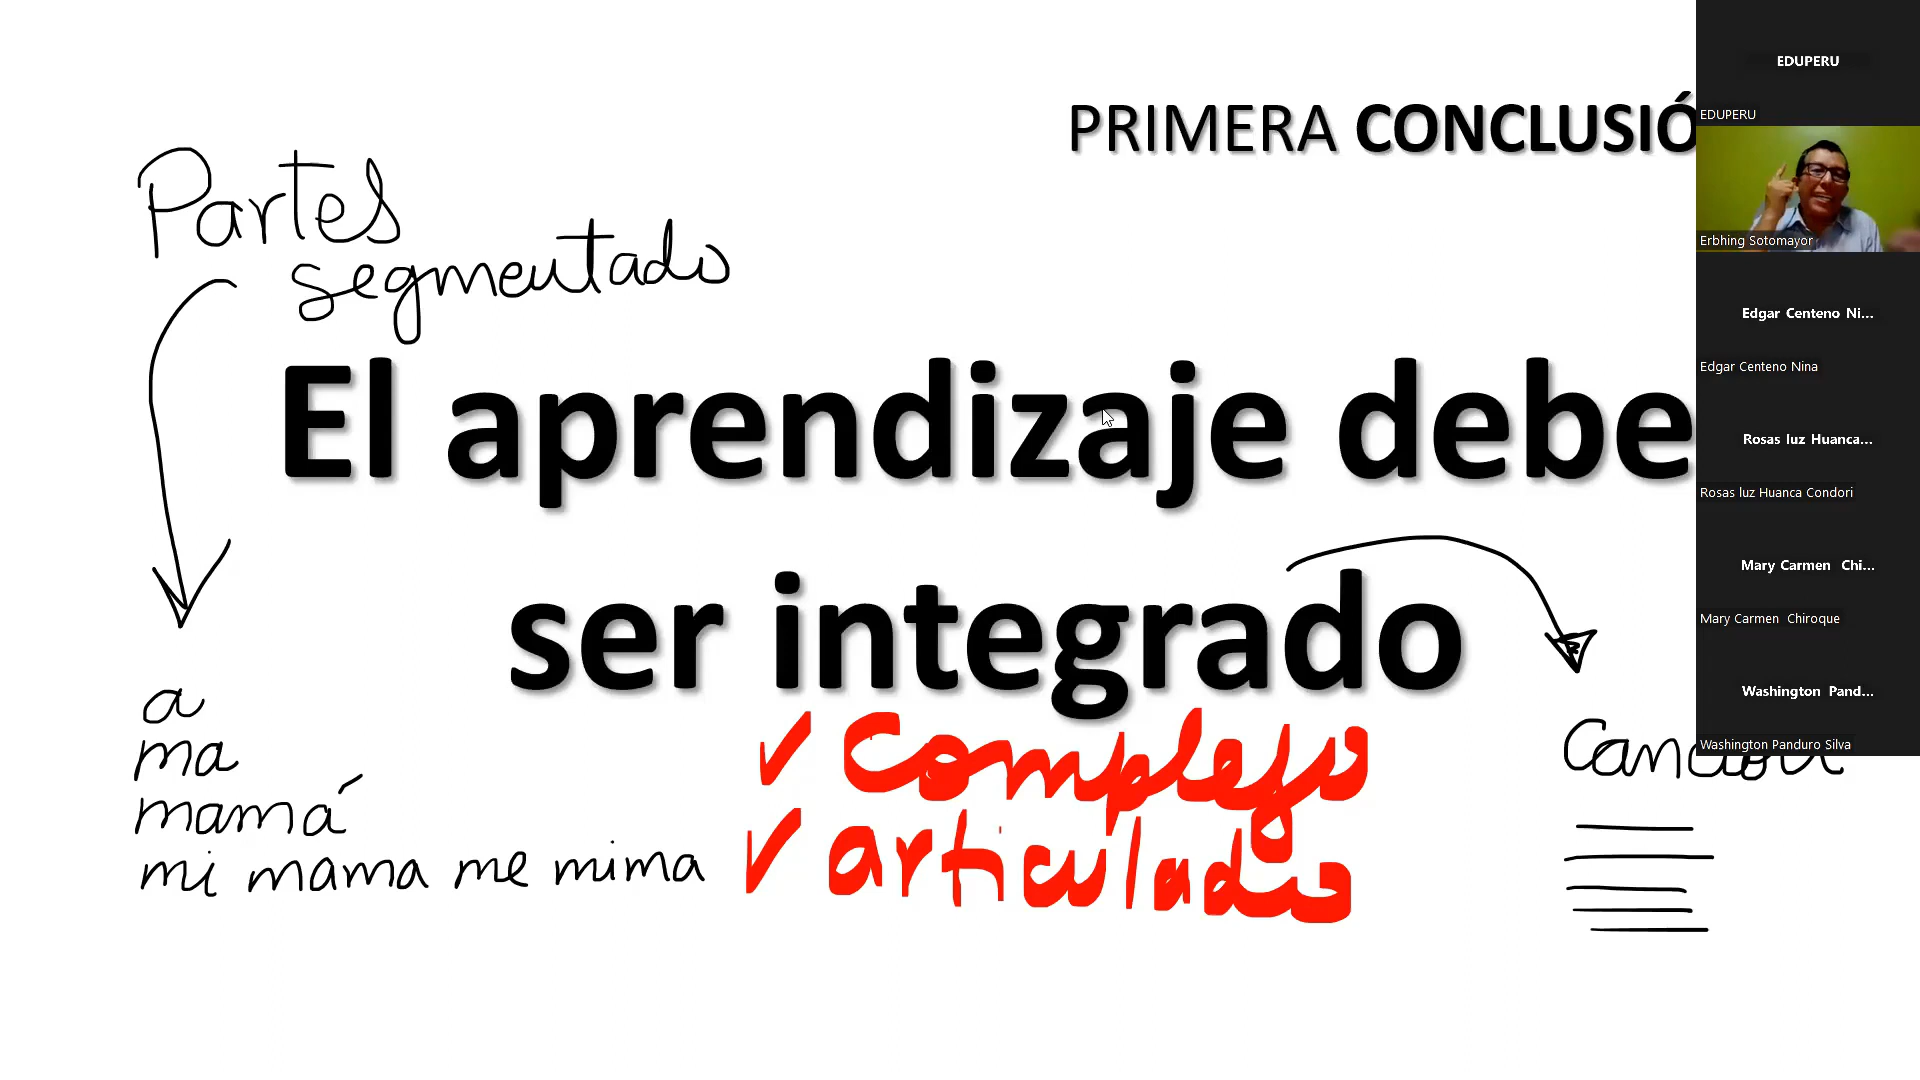 PRIMERA CONCLUSIÓ
Partes
segmentado
El aprendizaje debe
ser integrado
✓ Complejo
✓ articulado
a
ma
mamá
mi mama me mima
EDUPERU
EDUPERU
Erbhing Sotomayor
Edgar Centeno Ni...
Edgar Centeno Nina
Rosas luz Huanca...
Rosas luz Huanca Condori
Mary Carmen Chi...
Mary Carmen Chiroque
Washington Pand...
Washington Panduro Silva